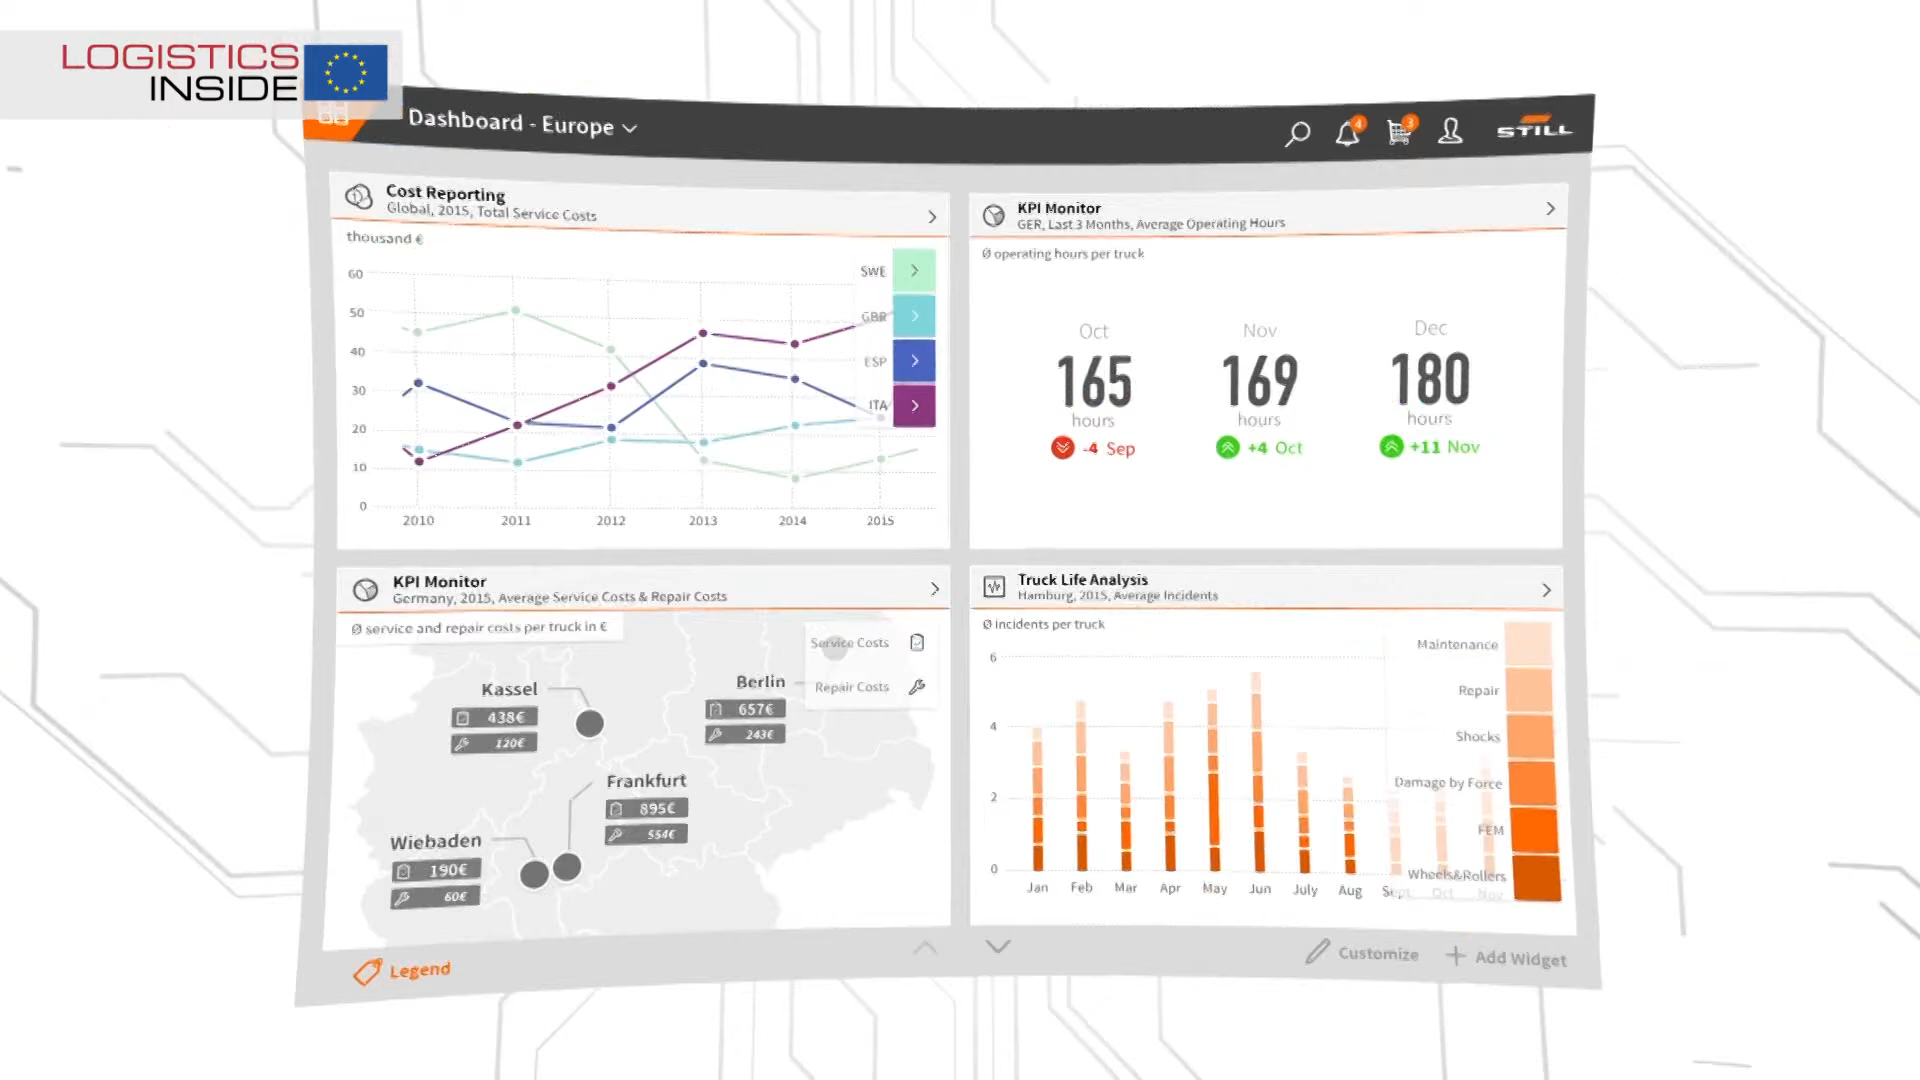 LOGISTICS
INSIDE
Dashboard - Europe
4
3
STILL
Cost Reporting
Global, 2015, Total Service Costs
thousand €
60
50
40
30
20
10
0
2010 2011 2012 2013 2014 2015
SWE
GBR
ESP
ITA
KPI Monitor
GER, Last 3 Months, Average Operating Hours
Ø operating hours per truck
Oct Nov Dec
165 169 180
hours hours hours
-4 Sep +4 Oct +11 Nov
KPI Monitor
Germany, 2015, Average Service Costs & Repair Costs
Ø service and repair costs per truck in €
Service Costs
Repair Costs
Kassel
438€
120€
Berlin
657€
243€
Frankfurt
895€
554€
Wiebaden
190€
60€
Truck Life Analysis
Hamburg, 2015, Average Incidents
Ø incidents per truck
6
4
2
0
Jan Feb Mar Apr May Jun July Aug Sept Oct Nov
Maintenance
Repair
Shocks
Damage by Force
FEM
Wheels&Rollers
Legend
Customize
Add Widget